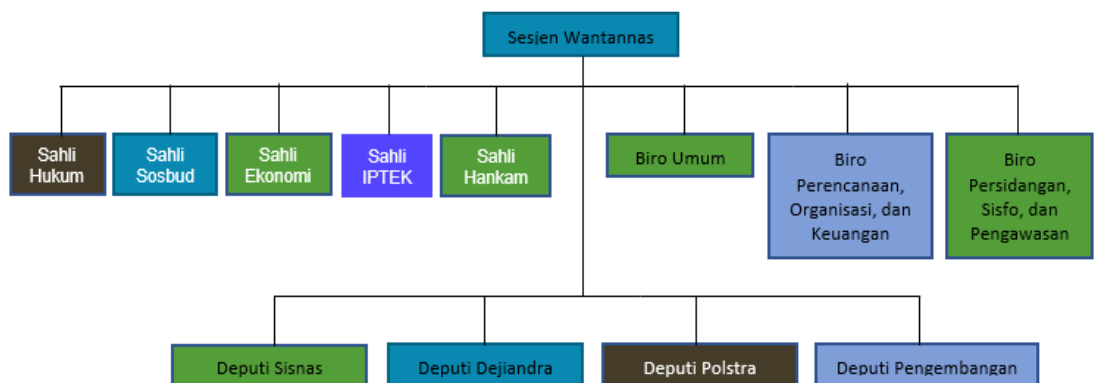 Sesjen Wantannas
Sahli
Hukum
Sahli
Sosbud
Sahli
Ekonomi
Sahli
IPTEK
Sahli
Hankam
Biro Umum
Biro
Perencanaan,
Organisasi, dan
Keuangan
Biro
Persidangan,
Sisfo, dan
Pengawasan
Deputi Sisnas
Deputi Dejiandra
Deputi Polstra
Deputi Pengembangan